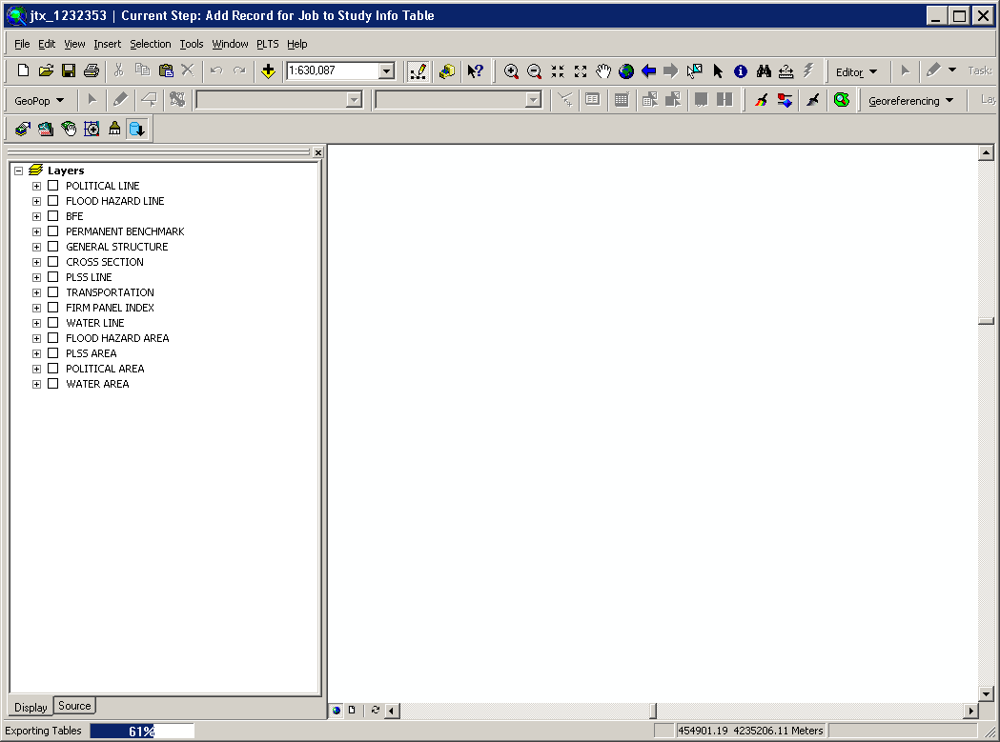 jtx_1232353 | Current Step: Add Record for Job to Study Info Table
File Edit View Insert Selection Tools Window PLTS Help
1:630,087 Editor Task:
GeoPop Georeferencing Lay
Layers
POLITICAL LINE
FLOOD HAZARD LINE
BFE
PERMANENT BENCHMARK
GENERAL STRUCTURE
CROSS SECTION
PLSS LINE
TRANSPORTATION
FIRM PANEL INDEX
WATER LINE
FLOOD HAZARD AREA
PLSS AREA
POLITICAL AREA
WATER AREA
Display Source
Exporting Tables 61% 454901.19 4235206.11 Meters